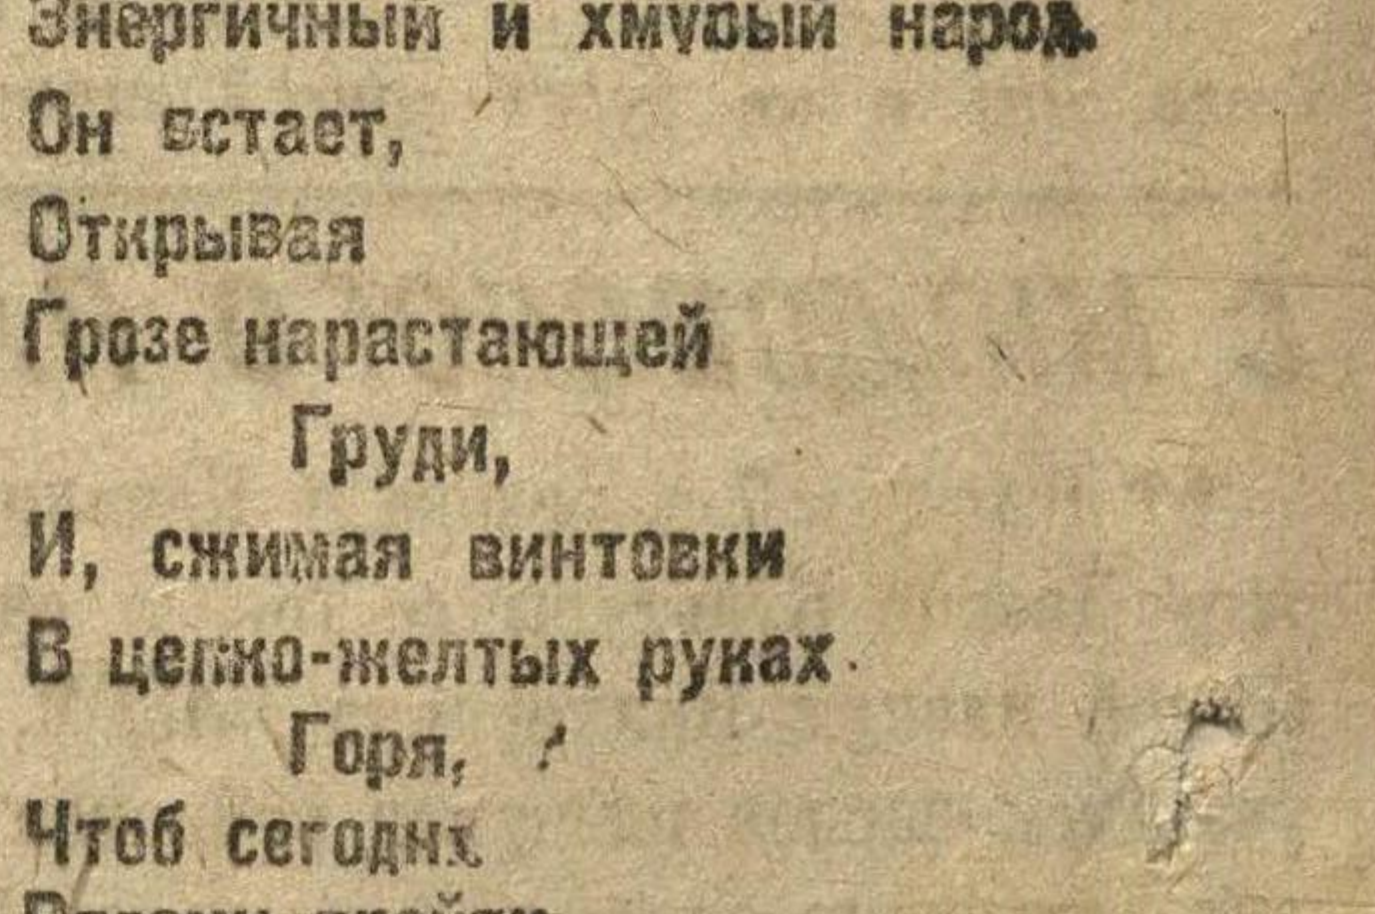 Энергичный и хмурый народ.
Он встает,
Открывая
Грозе нарастающей
Груди,
И, сжимая винтовки
В цепко-желтых руках
Горя,
Чтоб сегодня